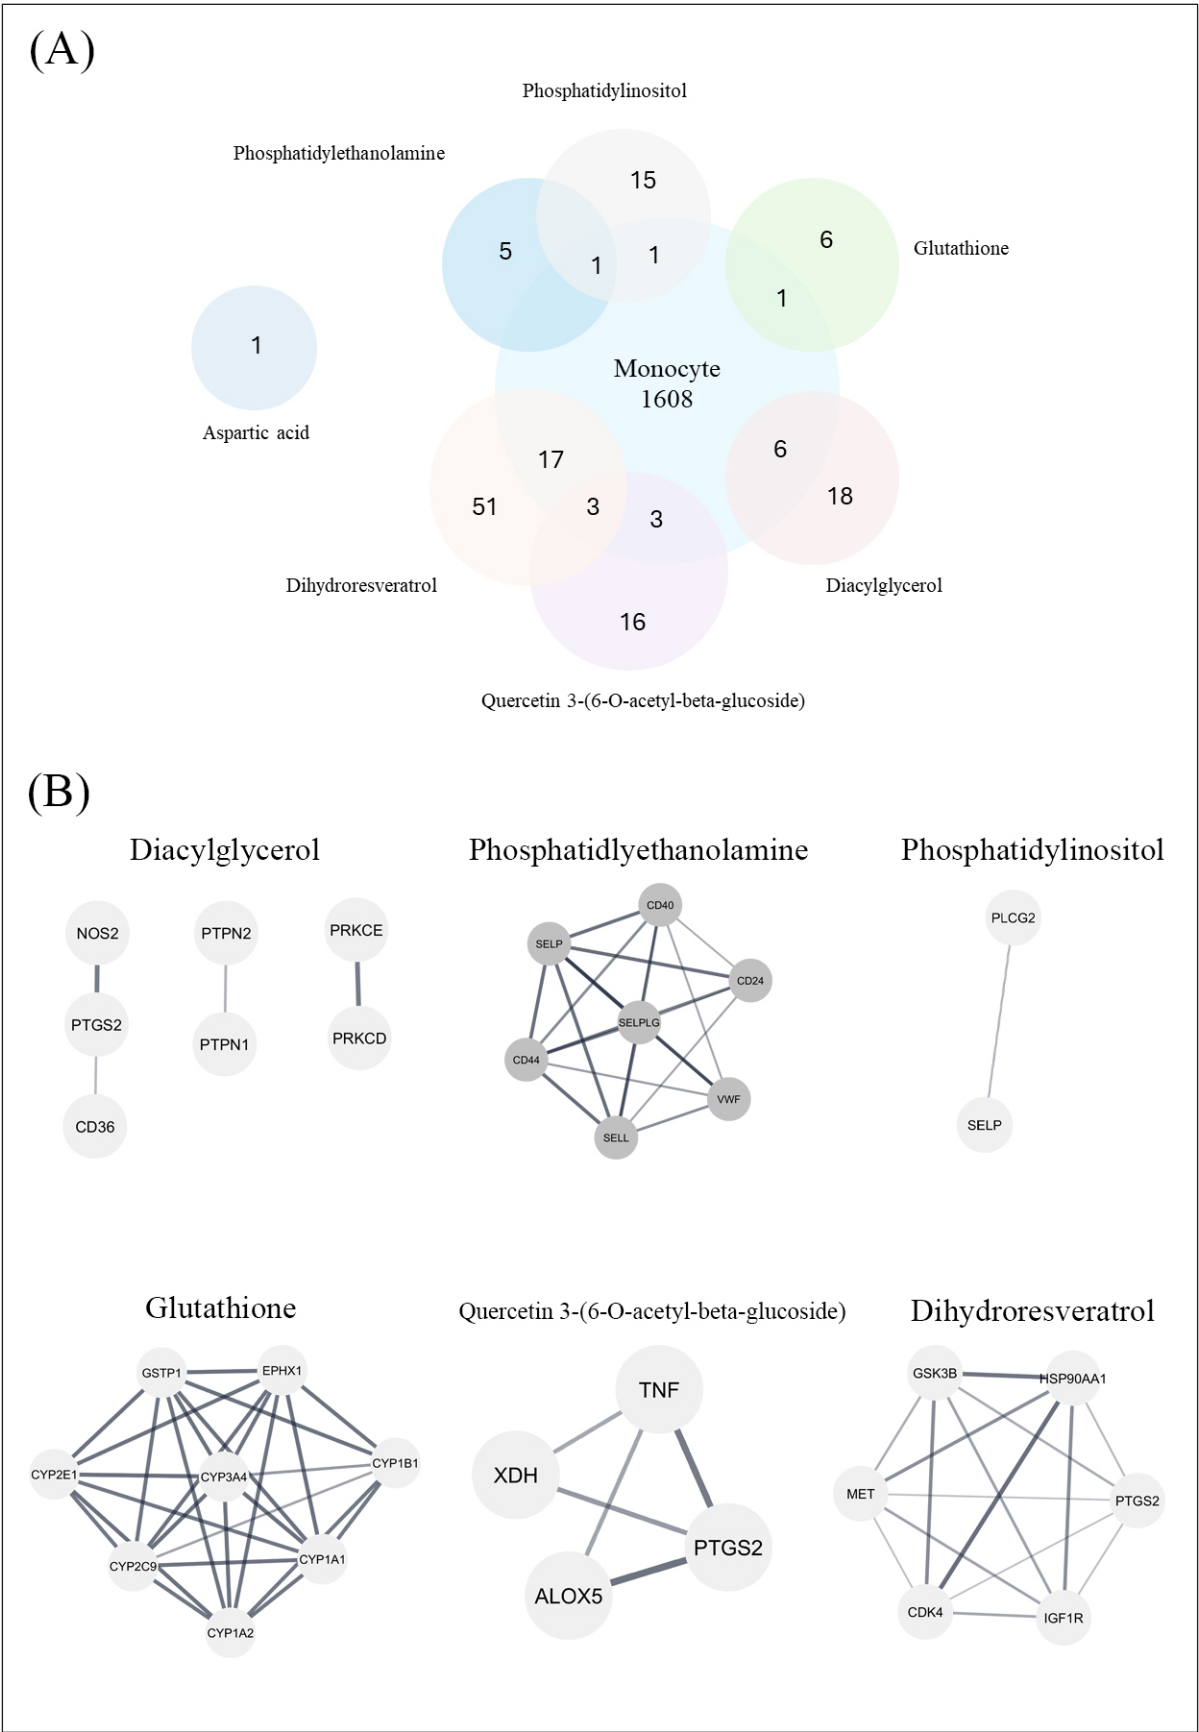 (A)
Phosphatidylinositol
Phosphatidylethanolamine
15
5
1
1
6
Glutathione
1
1
Aspartic acid
Monocyte
1608
17
51
3
3
6
18
Dihydroresveratrol
Diacylglycerol
16
Quercetin 3-(6-O-acetyl-beta-glucoside)
(B)
Diacylglycerol
NOS2
PTPN2
PRKCE
PTGS2
PTPN1
PRKCD
CD36
Phosphatidlyethanolamine
CD40
SELP
CD24
SELPLG
CD44
VWF
SELL
Phosphatidylinositol
PLCG2
SELP
Glutathione
GSTP1
EPHX1
CYP2E1
CYP3A4
CYP1B1
CYP2C9
CYP1A1
CYP1A2
Quercetin 3-(6-O-acetyl-beta-glucoside)
TNF
XDH
PTGS2
ALOX5
Dihydroresveratrol
GSK3B
HSP90AA1
MET
PTGS2
CDK4
IGF1R